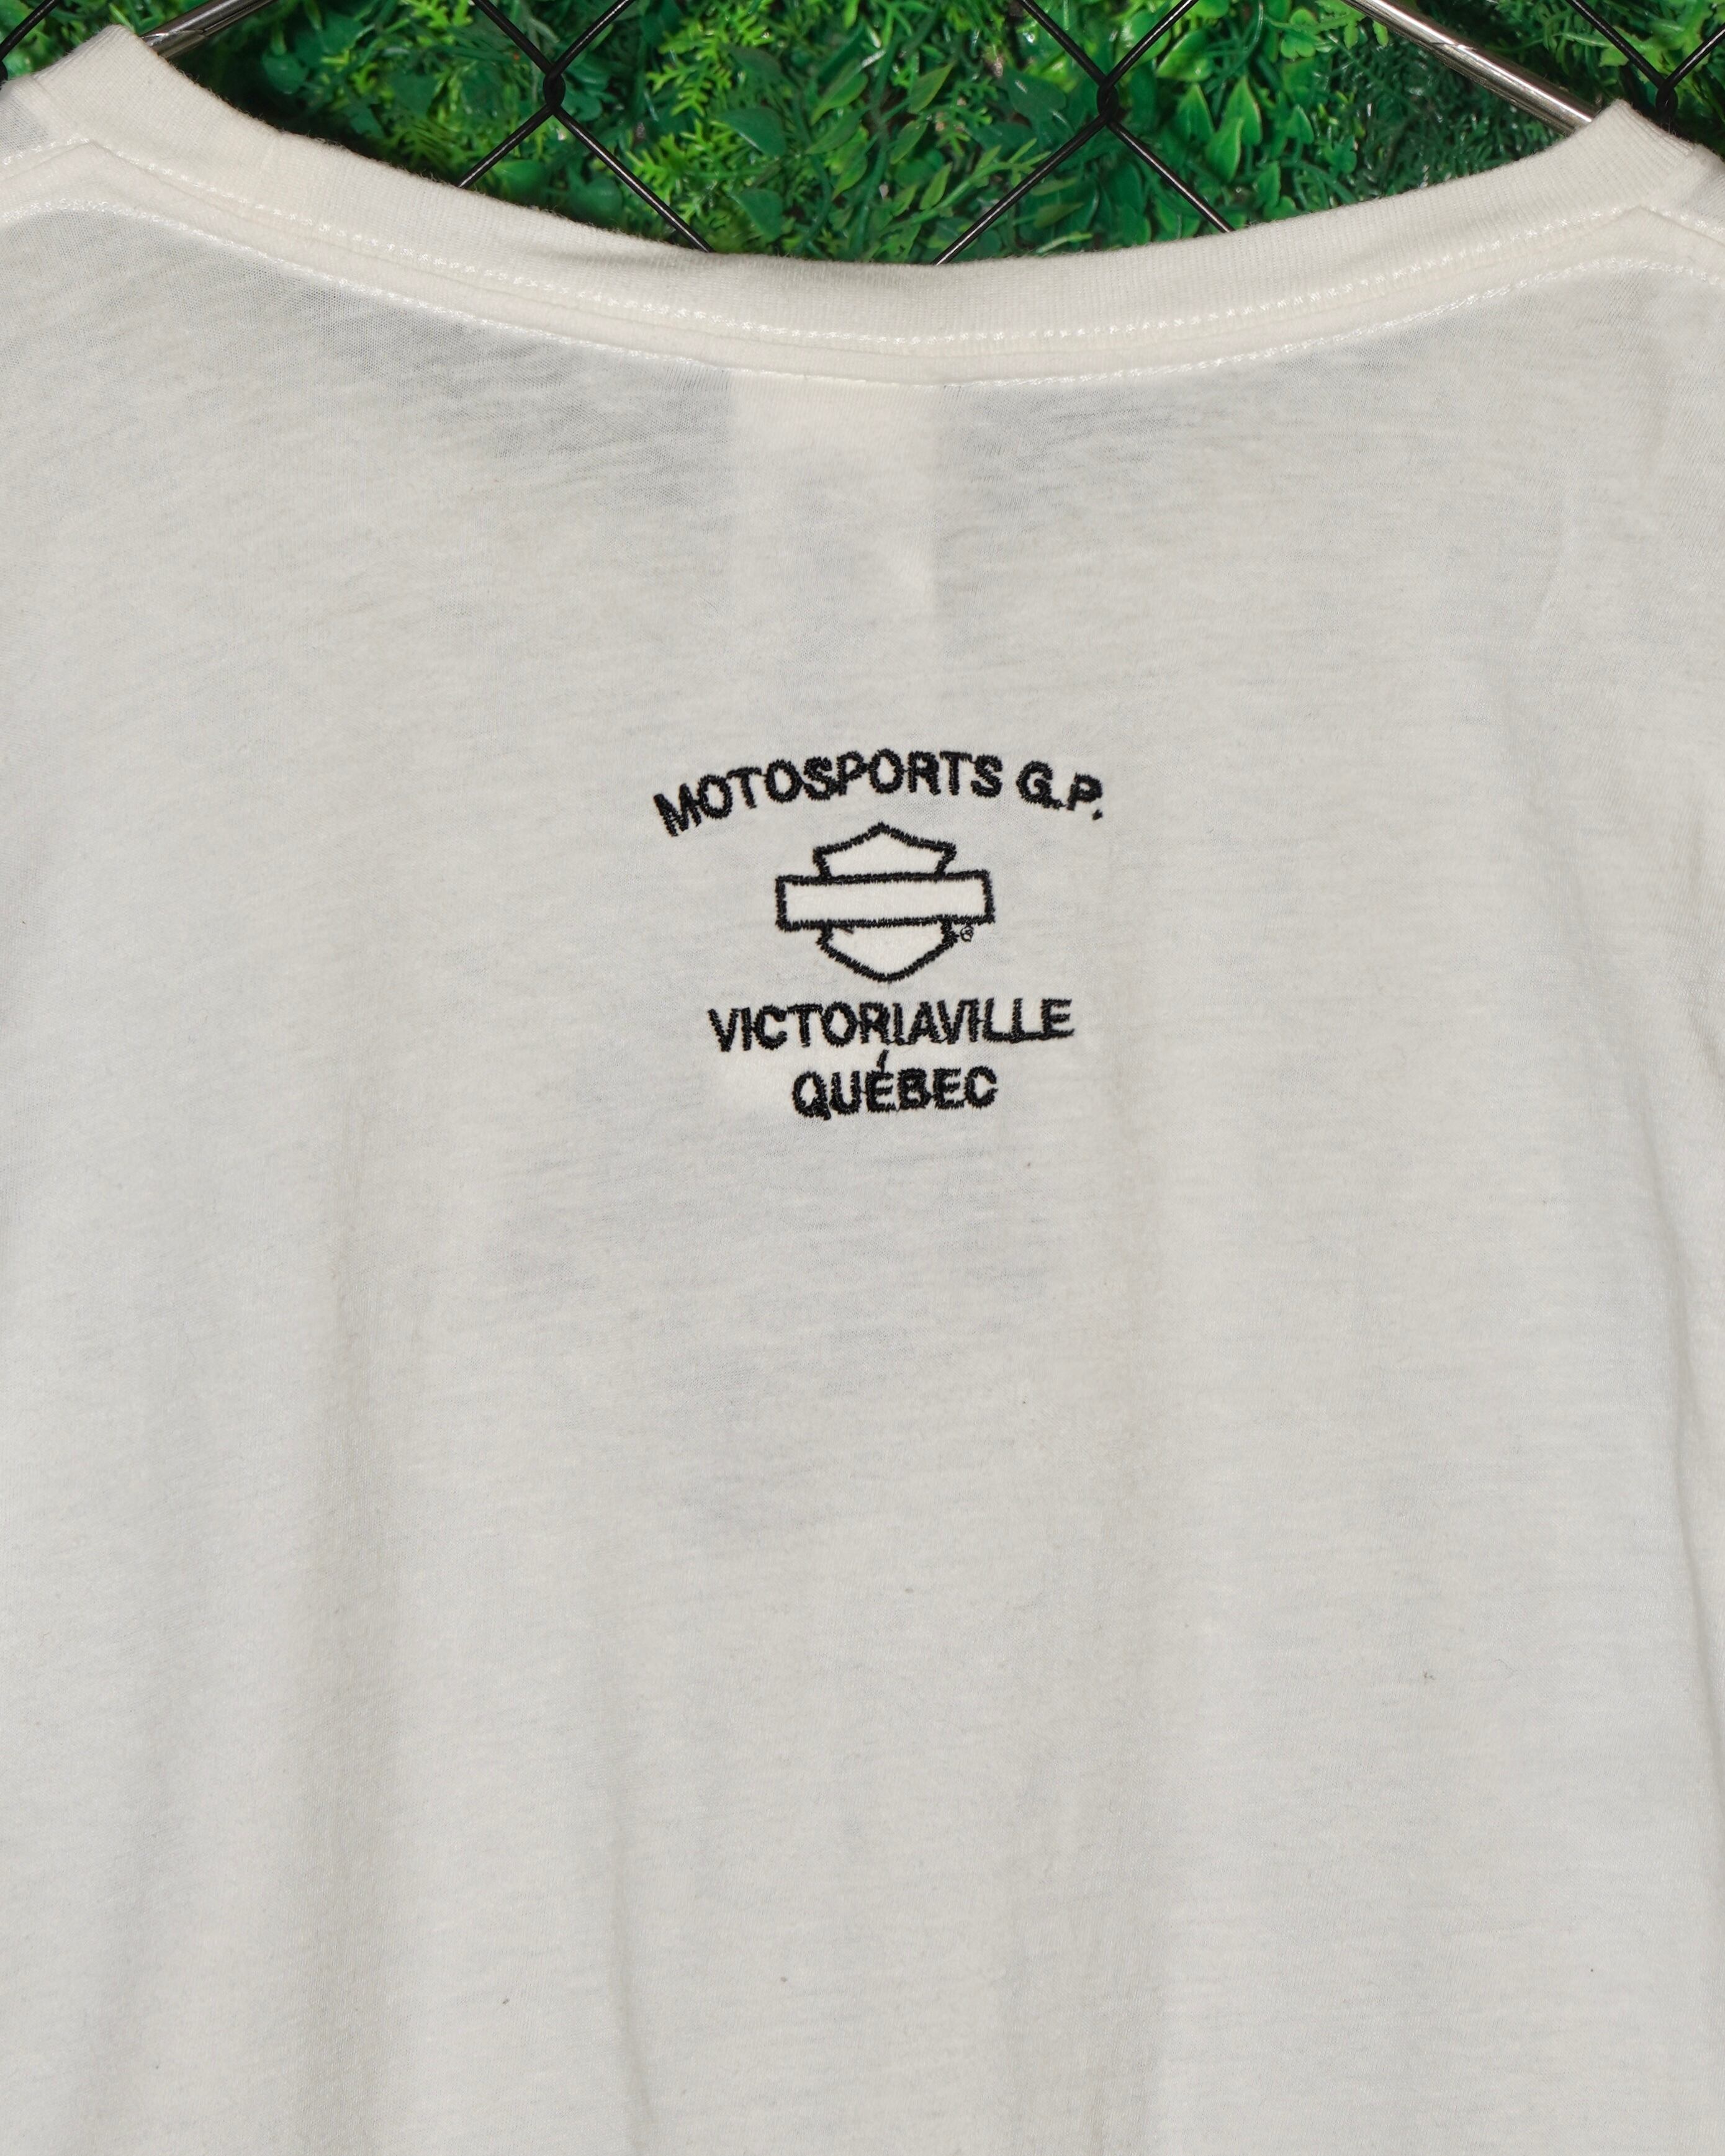 MOTOSPORTS G.P.
®
VICTORIAVILLE
QUÉBEC